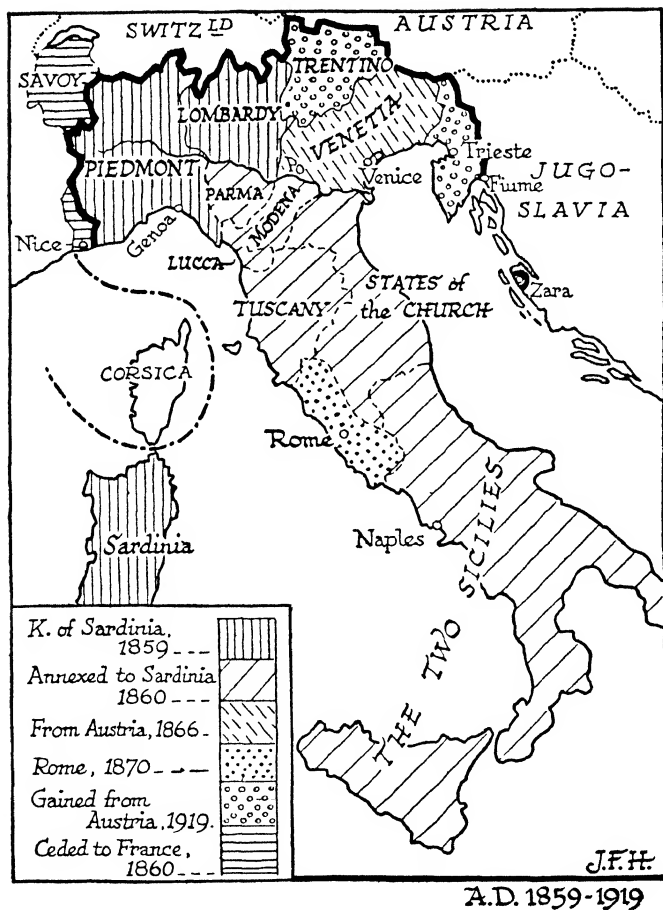 SWITZ LD
AUSTRIA
SAVOY
TRENTINO
LOMBARDY
VENETTA
PIEDMONT
Po
Venice
Trieste
Fiume
JUGO-
SLAVIA
PARMA
MODENA
Genoa
Nice
LUCCA
TUSCANY
STATES of
the CHURCH
Zara
CORSICA
Rome
Sardinia
Naples
THE TWO SICILIES
K. of Sardinia,
1859 ---
Annexed to Sardinia
1860 ---
From Austria, 1866 -
Rome, 1870 ---
Gained from
Austria, 1919.
Ceded to France,
1860 ---
J.F.H.
A.D. 1859-1919